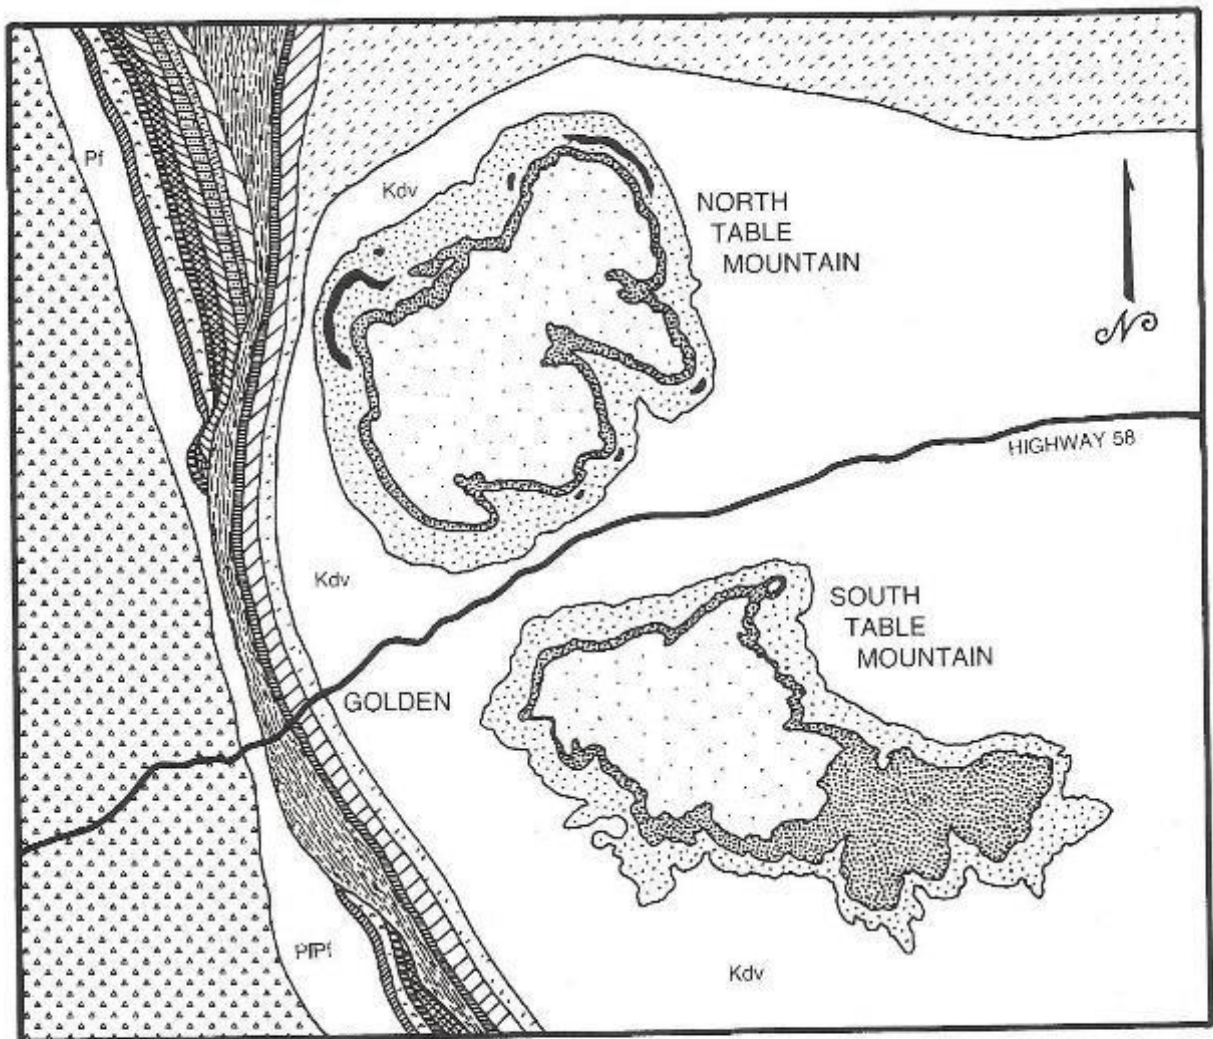 Pf
Kdv
NORTH
TABLE
MOUNTAIN
N
HIGHWAY 58
Kdv
SOUTH
TABLE
MOUNTAIN
GOLDEN
PfPf
Kdv